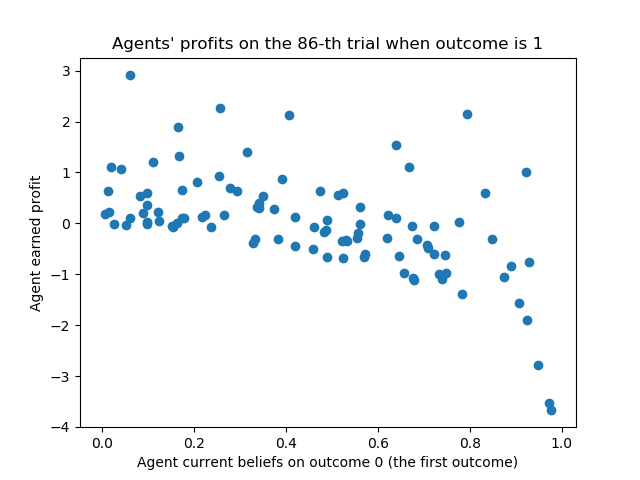 Agents' profits on the 86-th trial when outcome is 1
3
2
1
0
−1
−2
−3
−4
Agent earned profit
0.0 0.2 0.4 0.6 0.8 1.0
Agent current beliefs on outcome 0 (the first outcome)